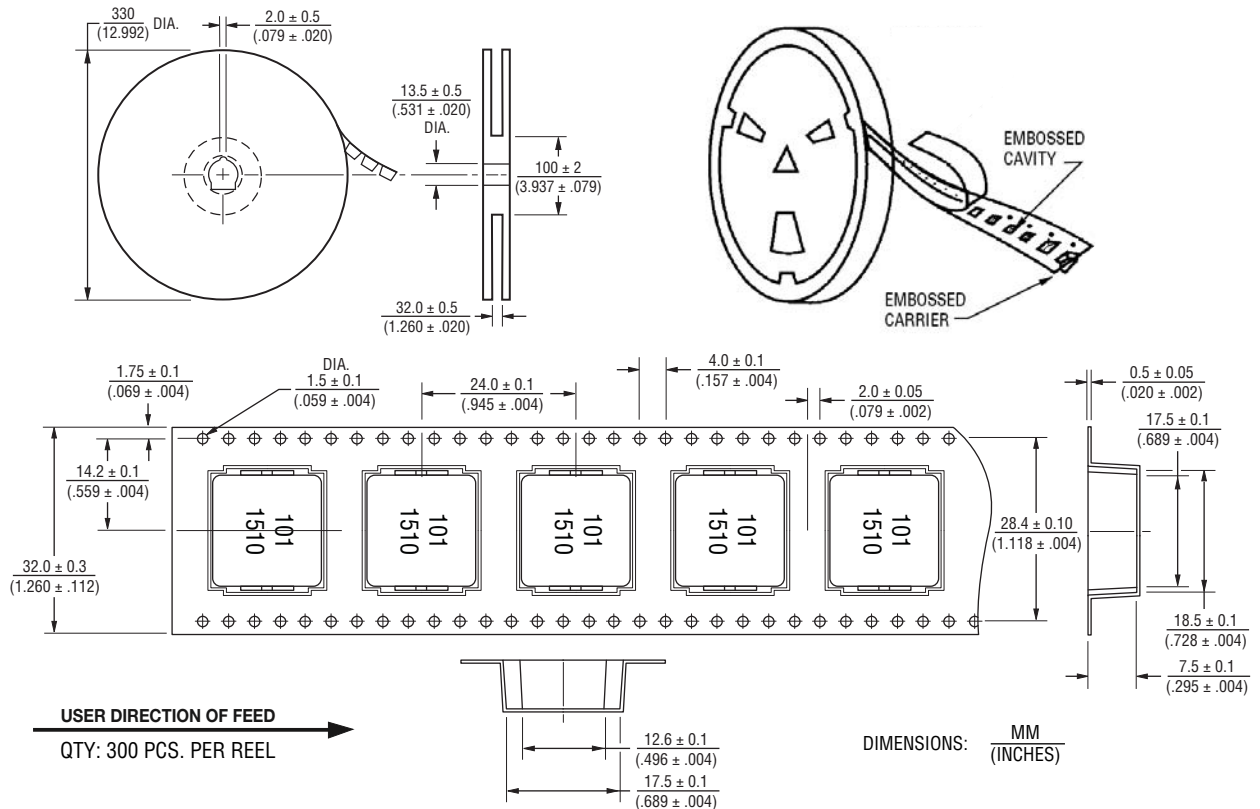 330
(12.992)
DIA.
2.0 ± 0.5
(.079 ± .020)
13.5 ± 0.5
(.531 ± .020)
DIA.
100 ± 2
(3.937 ± .079)
32.0 ± 0.5
(1.260 ± .020)
EMBOSSED
CAVITY
EMBOSSED
CARRIER
1.75 ± 0.1
(.069 ± .004)
DIA.
1.5 ± 0.1
(.059 ± .004)
24.0 ± 0.1
(.945 ± .004)
4.0 ± 0.1
(.157 ± .004)
2.0 ± 0.05
(.079 ± .002)
0.5 ± 0.05
(.020 ± .002)
17.5 ± 0.1
(.689 ± .004)
14.2 ± 0.1
(.559 ± .004)
32.0 ± 0.3
(1.260 ± .112)
101
1510
101
1510
101
1510
101
1510
101
1510
28.4 ± 0.10
(1.118 ± .004)
18.5 ± 0.1
(.728 ± .004)
7.5 ± 0.1
(.295 ± .004)
USER DIRECTION OF FEED
QTY: 300 PCS. PER REEL
12.6 ± 0.1
(.496 ± .004)
17.5 ± 0.1
(.689 ± .004)
DIMENSIONS:
MM
(INCHES)